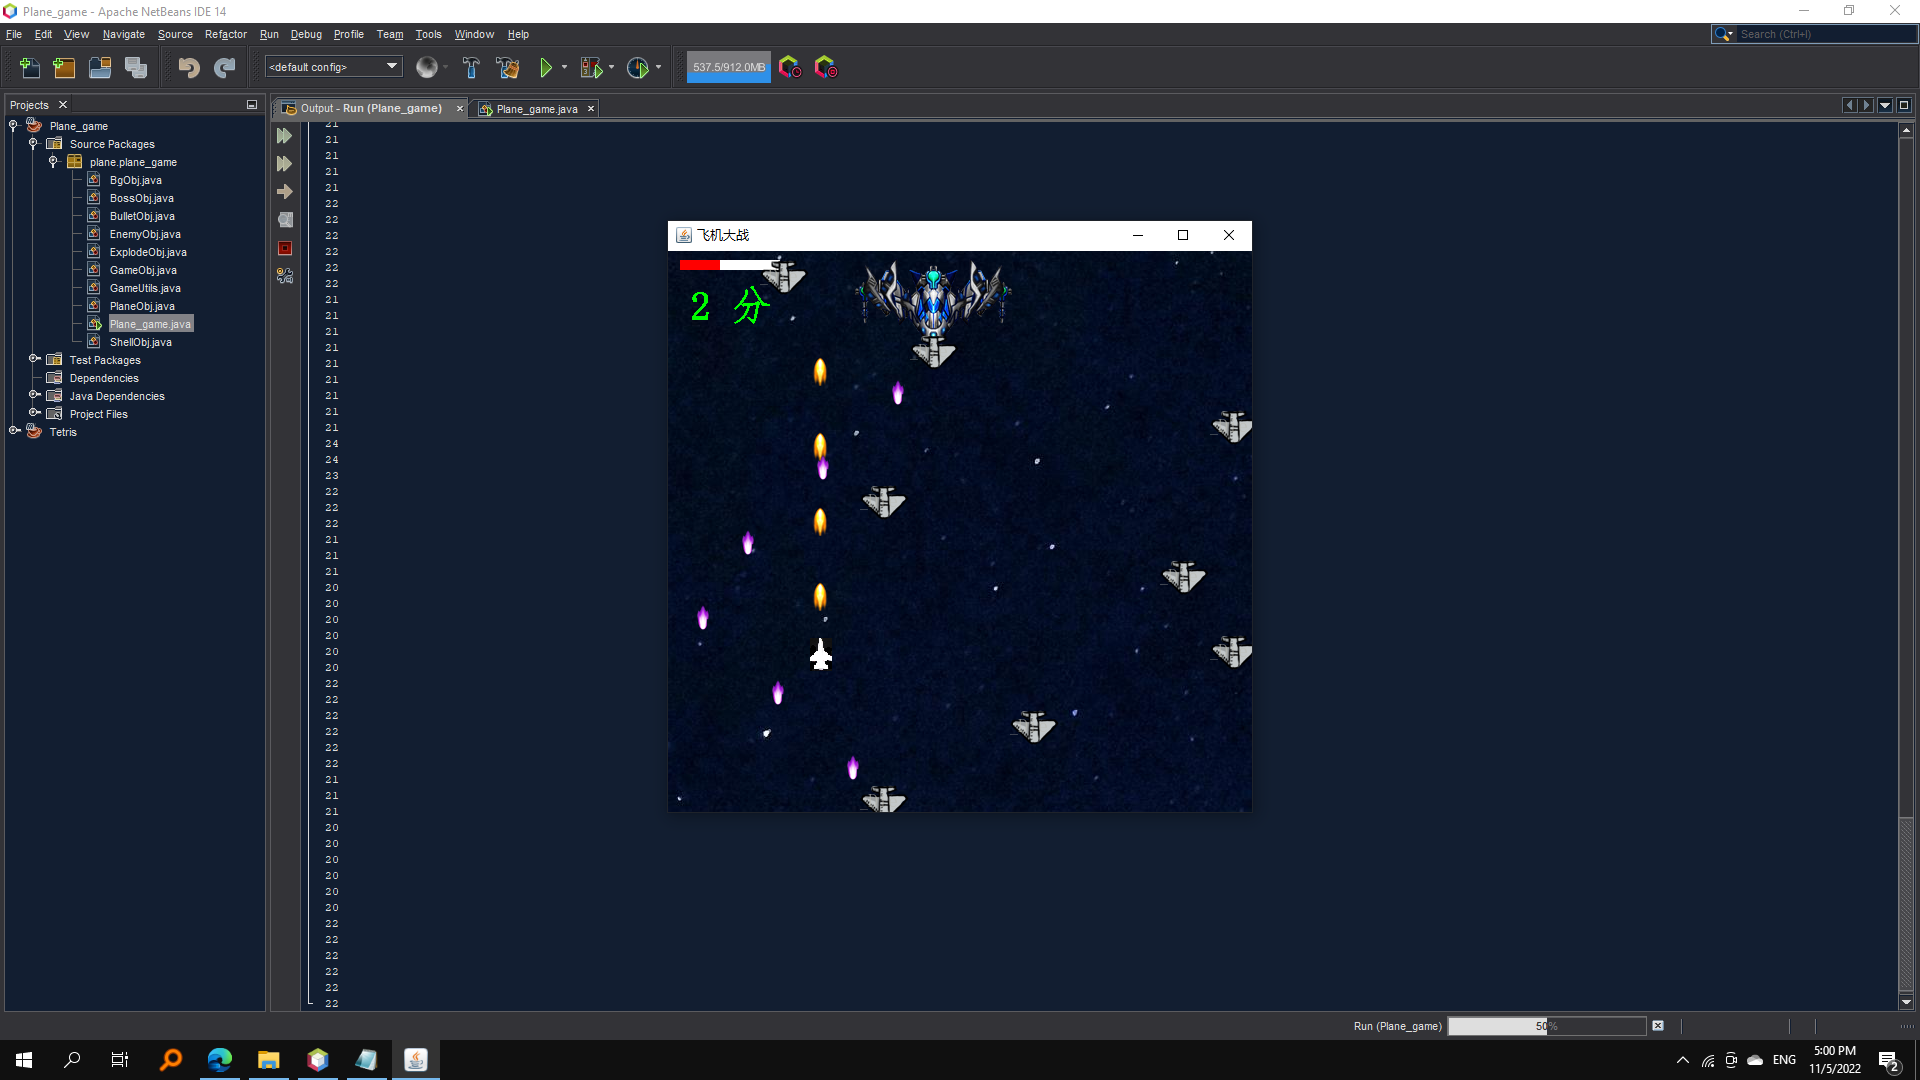 Plane_game - Apache NetBeans IDE 14
File Edit View Navigate Source Refactor Run Debug Profile Team Tools Window Help
Search (Ctrl+I)
<default config>
537.5/912.0MB
Projects
Output - Run (Plane_game)
Plane_game.java
Plane_game
Source Packages
plane.plane_game
BgObj.java
BossObj.java
BulletObj.java
EnemyObj.java
ExplodeObj.java
GameObj.java
GameUtils.java
PlaneObj.java
Plane_game.java
ShellObj.java
Test Packages
Dependencies
Java Dependencies
Project Files
Tetris
21
21
21
21
21
22
22
22
22
22
22
21
21
21
21
21
21
21
21
21
24
24
23
22
22
22
21
21
21
20
20
20
20
20
20
22
22
22
22
22
22
21
21
21
20
20
20
20
20
20
22
22
22
22
22
22
飞机大战
2 分
Run (Plane_game)
50%
ENG
5:00 PM
11/5/2022
2